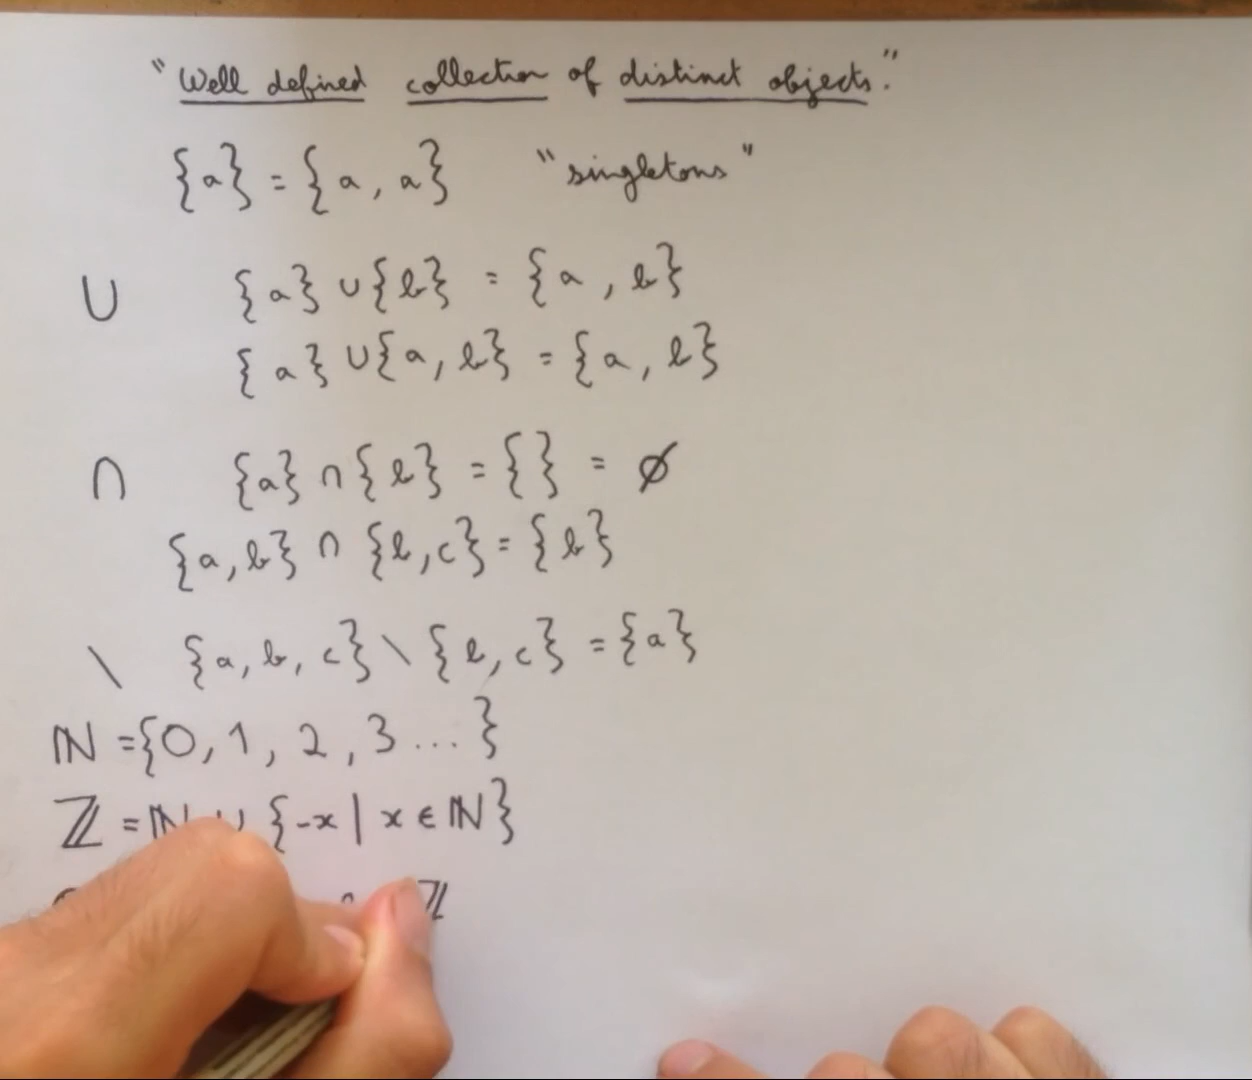 "Well defined collection of distinct objects."
{a} = {a, a} "singletons"
∪ {a} ∪ {b} = {a, b}
{a} ∪ {a, b} = {a, b}
∩ {a} ∩ {b} = {} = ∅
{a, b} ∩ {b, c} = {b}
\ {a, b, c} \ {b, c} = {a}
ℕ = {0, 1, 2, 3 ... }
ℤ = ℕ ∪ {-x | x ∈ ℕ}
ℤ